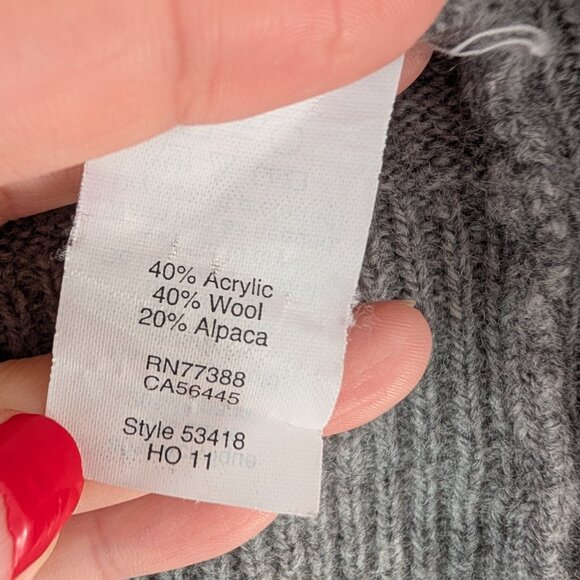 40% Acrylic
40% Wool
20% Alpaca
RN77388
CA56445
Style 53418
HO 11